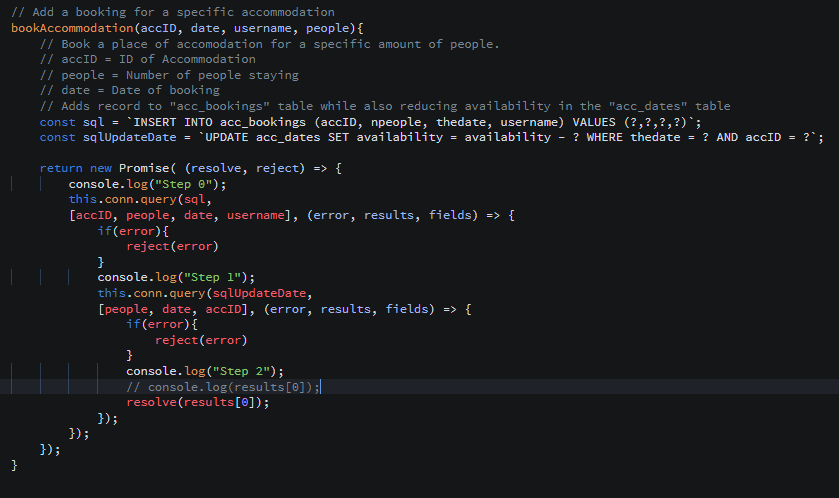 // Add a booking for a specific accommodation
bookAccommodation(accID, date, username, people){
// Book a place of accomodation for a specific amount of people.
// accID = ID of Accommodation
// people = Number of people staying
// date = Date of booking
// Adds record to "acc_bookings" table while also reducing availability in the "acc_dates" table
const sql = `INSERT INTO acc_bookings (accID, npeople, thedate, username) VALUES (?,?,?,?)`;
const sqlUpdateDate = `UPDATE acc_dates SET availability = availability - ? WHERE thedate = ? AND accID = ?`;
return new Promise( (resolve, reject) => {
console.log("Step 0");
this.conn.query(sql,
[accID, people, date, username], (error, results, fields) => {
if(error){
reject(error)
}
console.log("Step 1");
this.conn.query(sqlUpdateDate,
[people, date, accID], (error, results, fields) => {
if(error){
reject(error)
}
console.log("Step 2");
// console.log(results[0]);
resolve(results[0]);
});
});
});
}